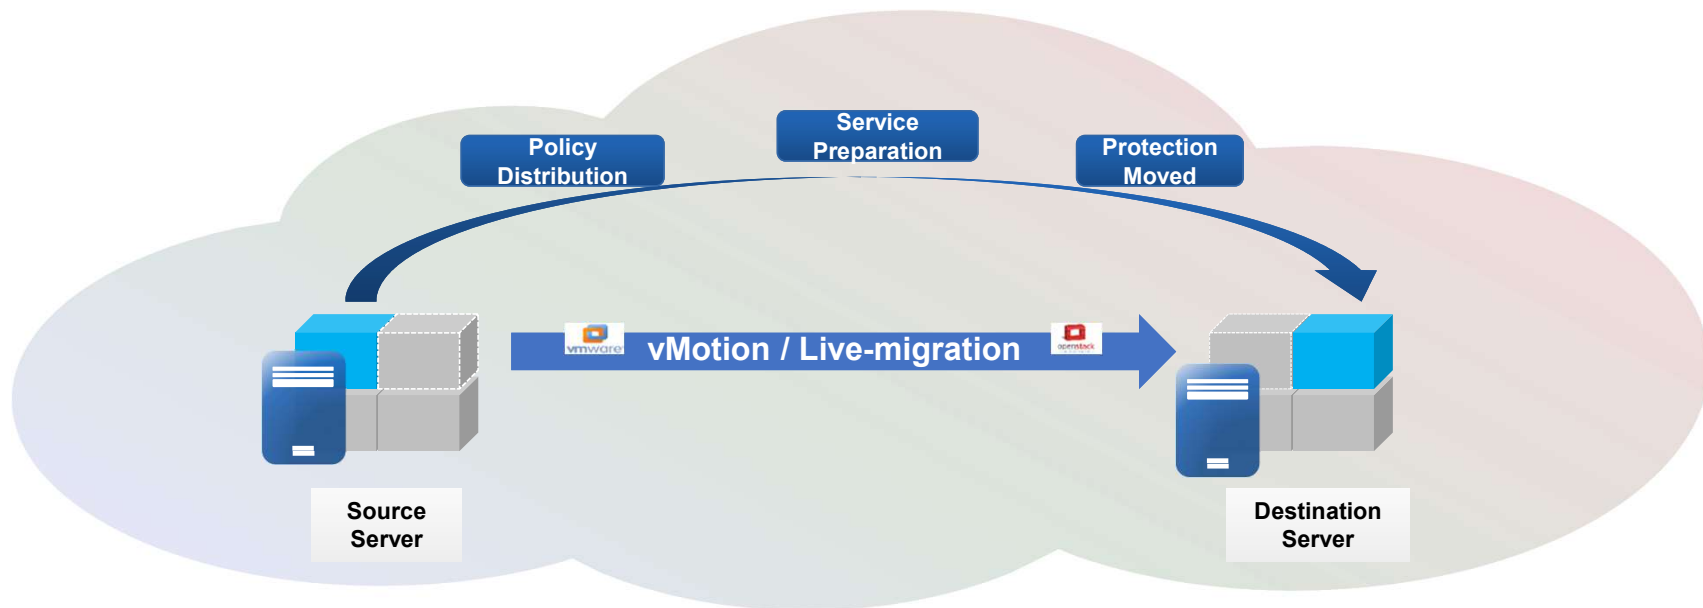 Policy
Distribution
Service
Preparation
Protection
Moved
vmware
vMotion / Live-migration
openstack
Source
Server
Destination
Server